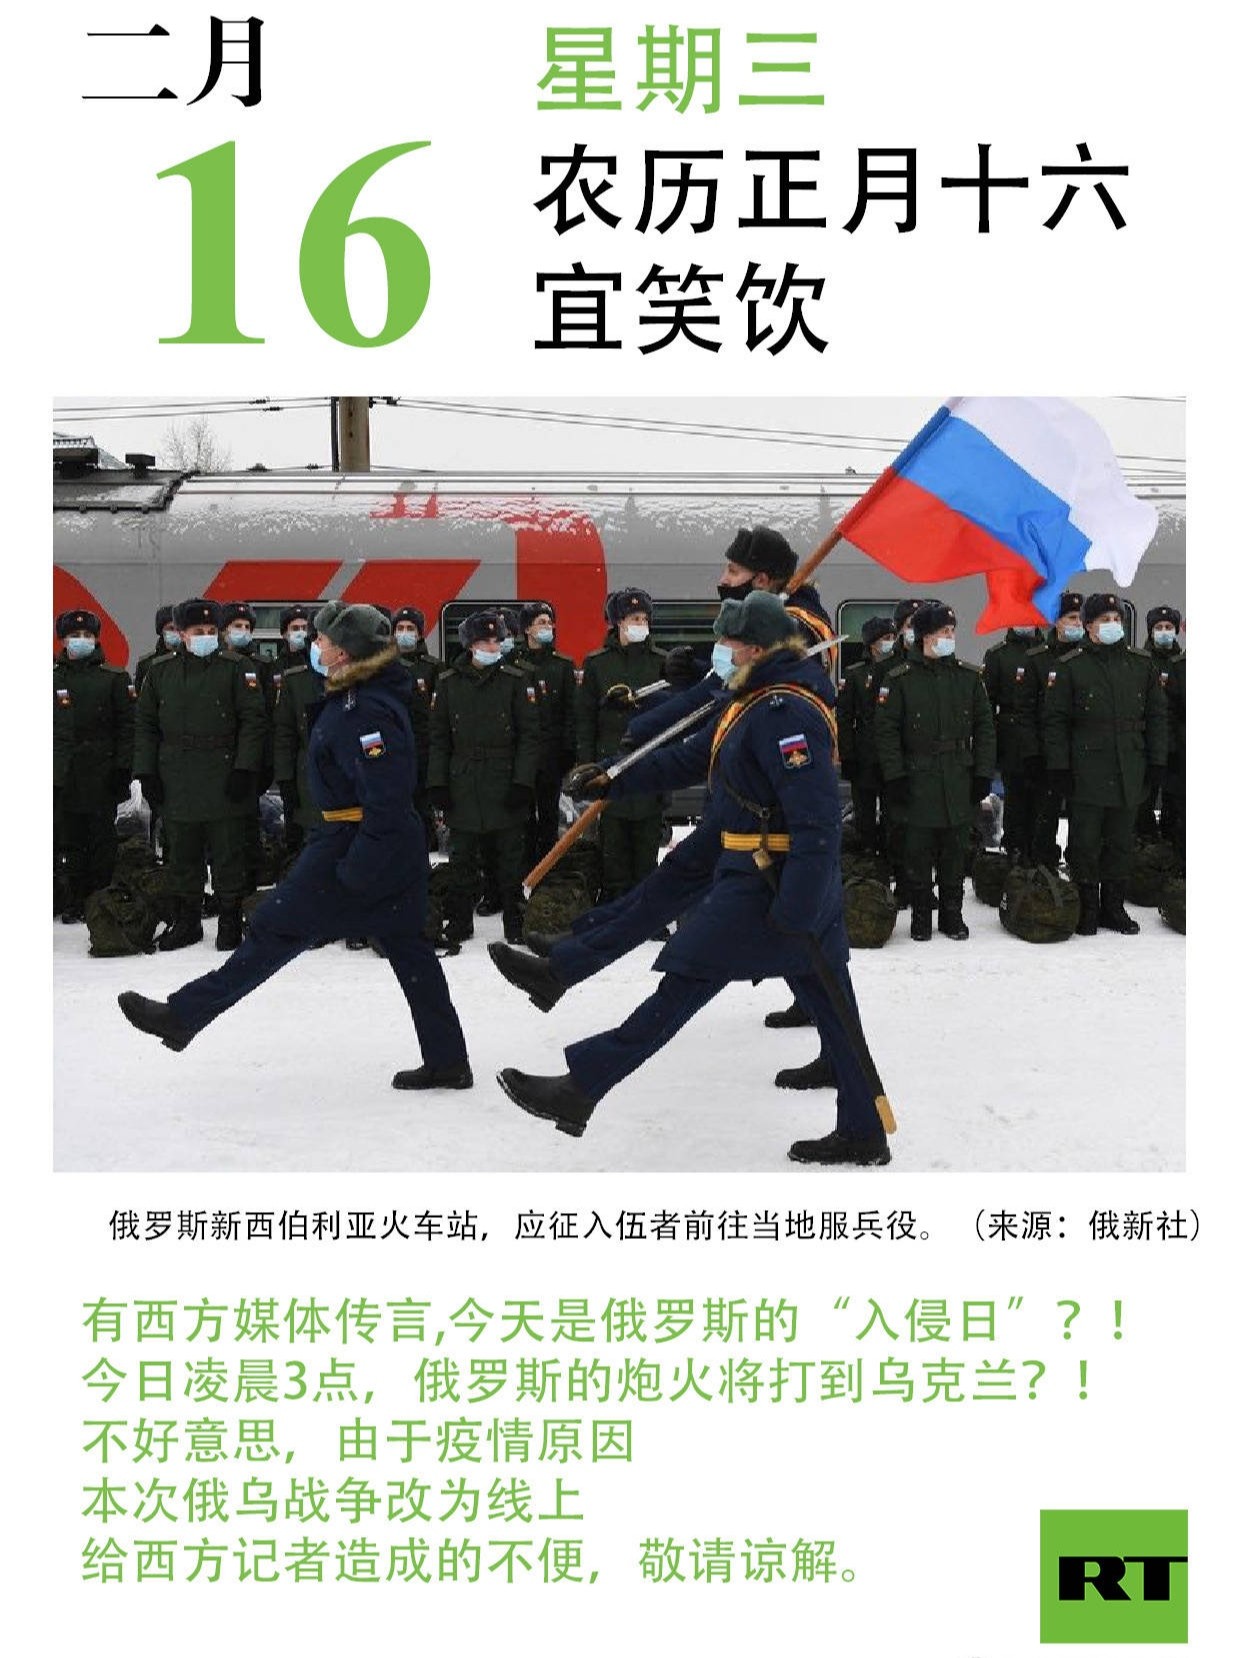 二月
16
星期三
农历正月十六
宜笑饮
俄罗斯新西伯利亚火车站，应征入伍者前往当地服兵役。（来源：俄新社）
有西方媒体传言,今天是俄罗斯的“入侵日”？！
今日凌晨3点，俄罗斯的炮火将打到乌克兰？！
不好意思，由于疫情原因
本次俄乌战争改为线上
给西方记者造成的不便，敬请谅解。
RT